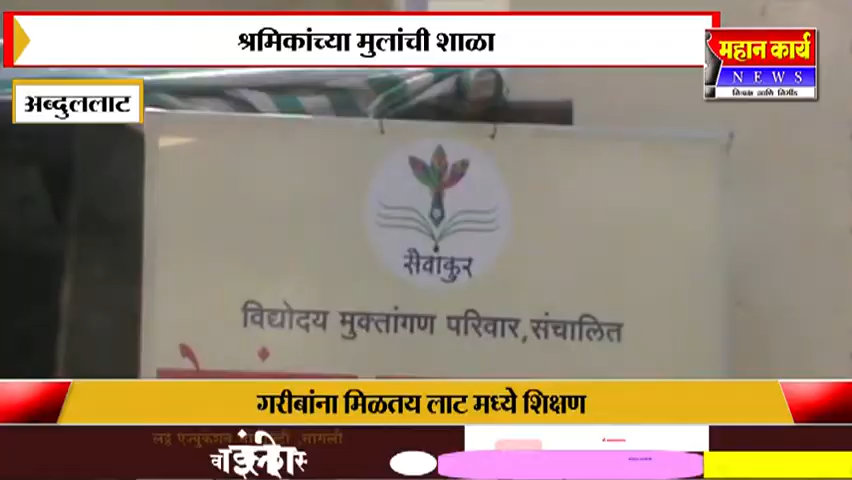 श्रमिकांच्या मुलांची शाळा
महान कार्य
NEWS
अब्दुललाट
सेवांकुर
विद्योदय मुक्तांगण परिवार, संचालित
गरीबांना मिळतय लाट मध्ये शिक्षण